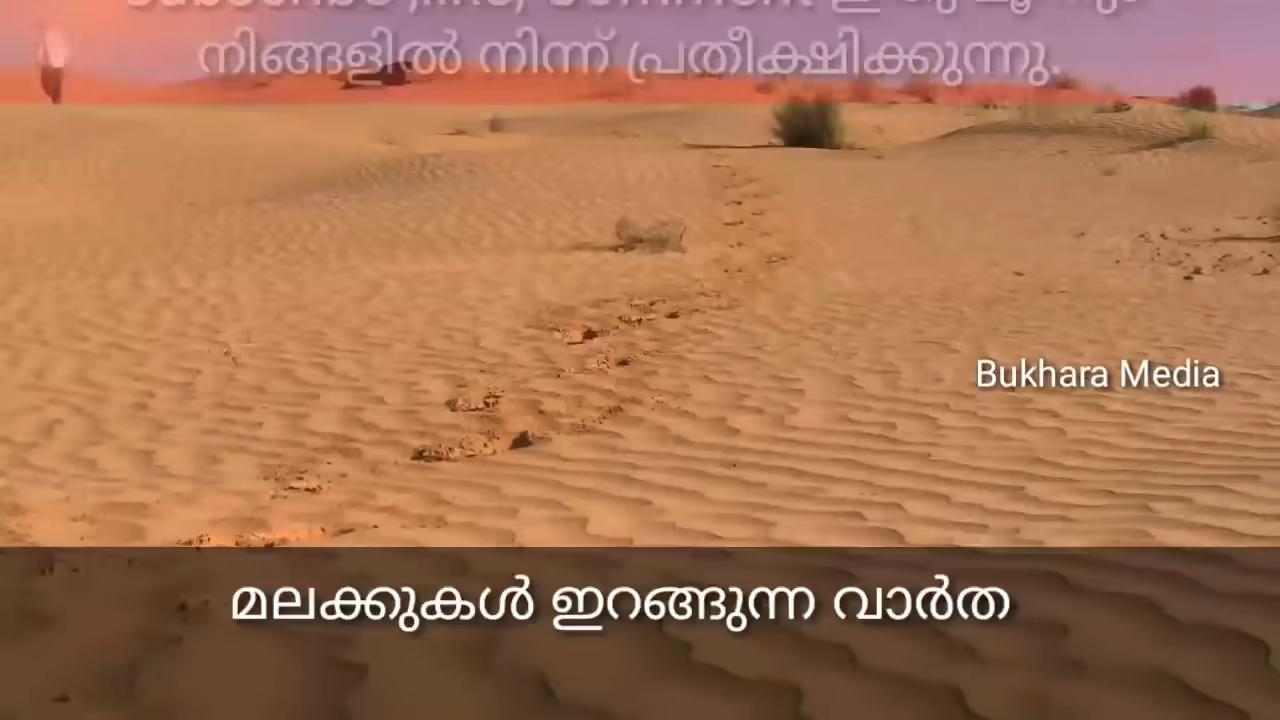 നിങ്ങളിൽ നിന്ന് പ്രതീക്ഷിക്കുന്നു.
Bukhara Media
മലക്കുകൾ ഇറങ്ങുന്ന വാർത